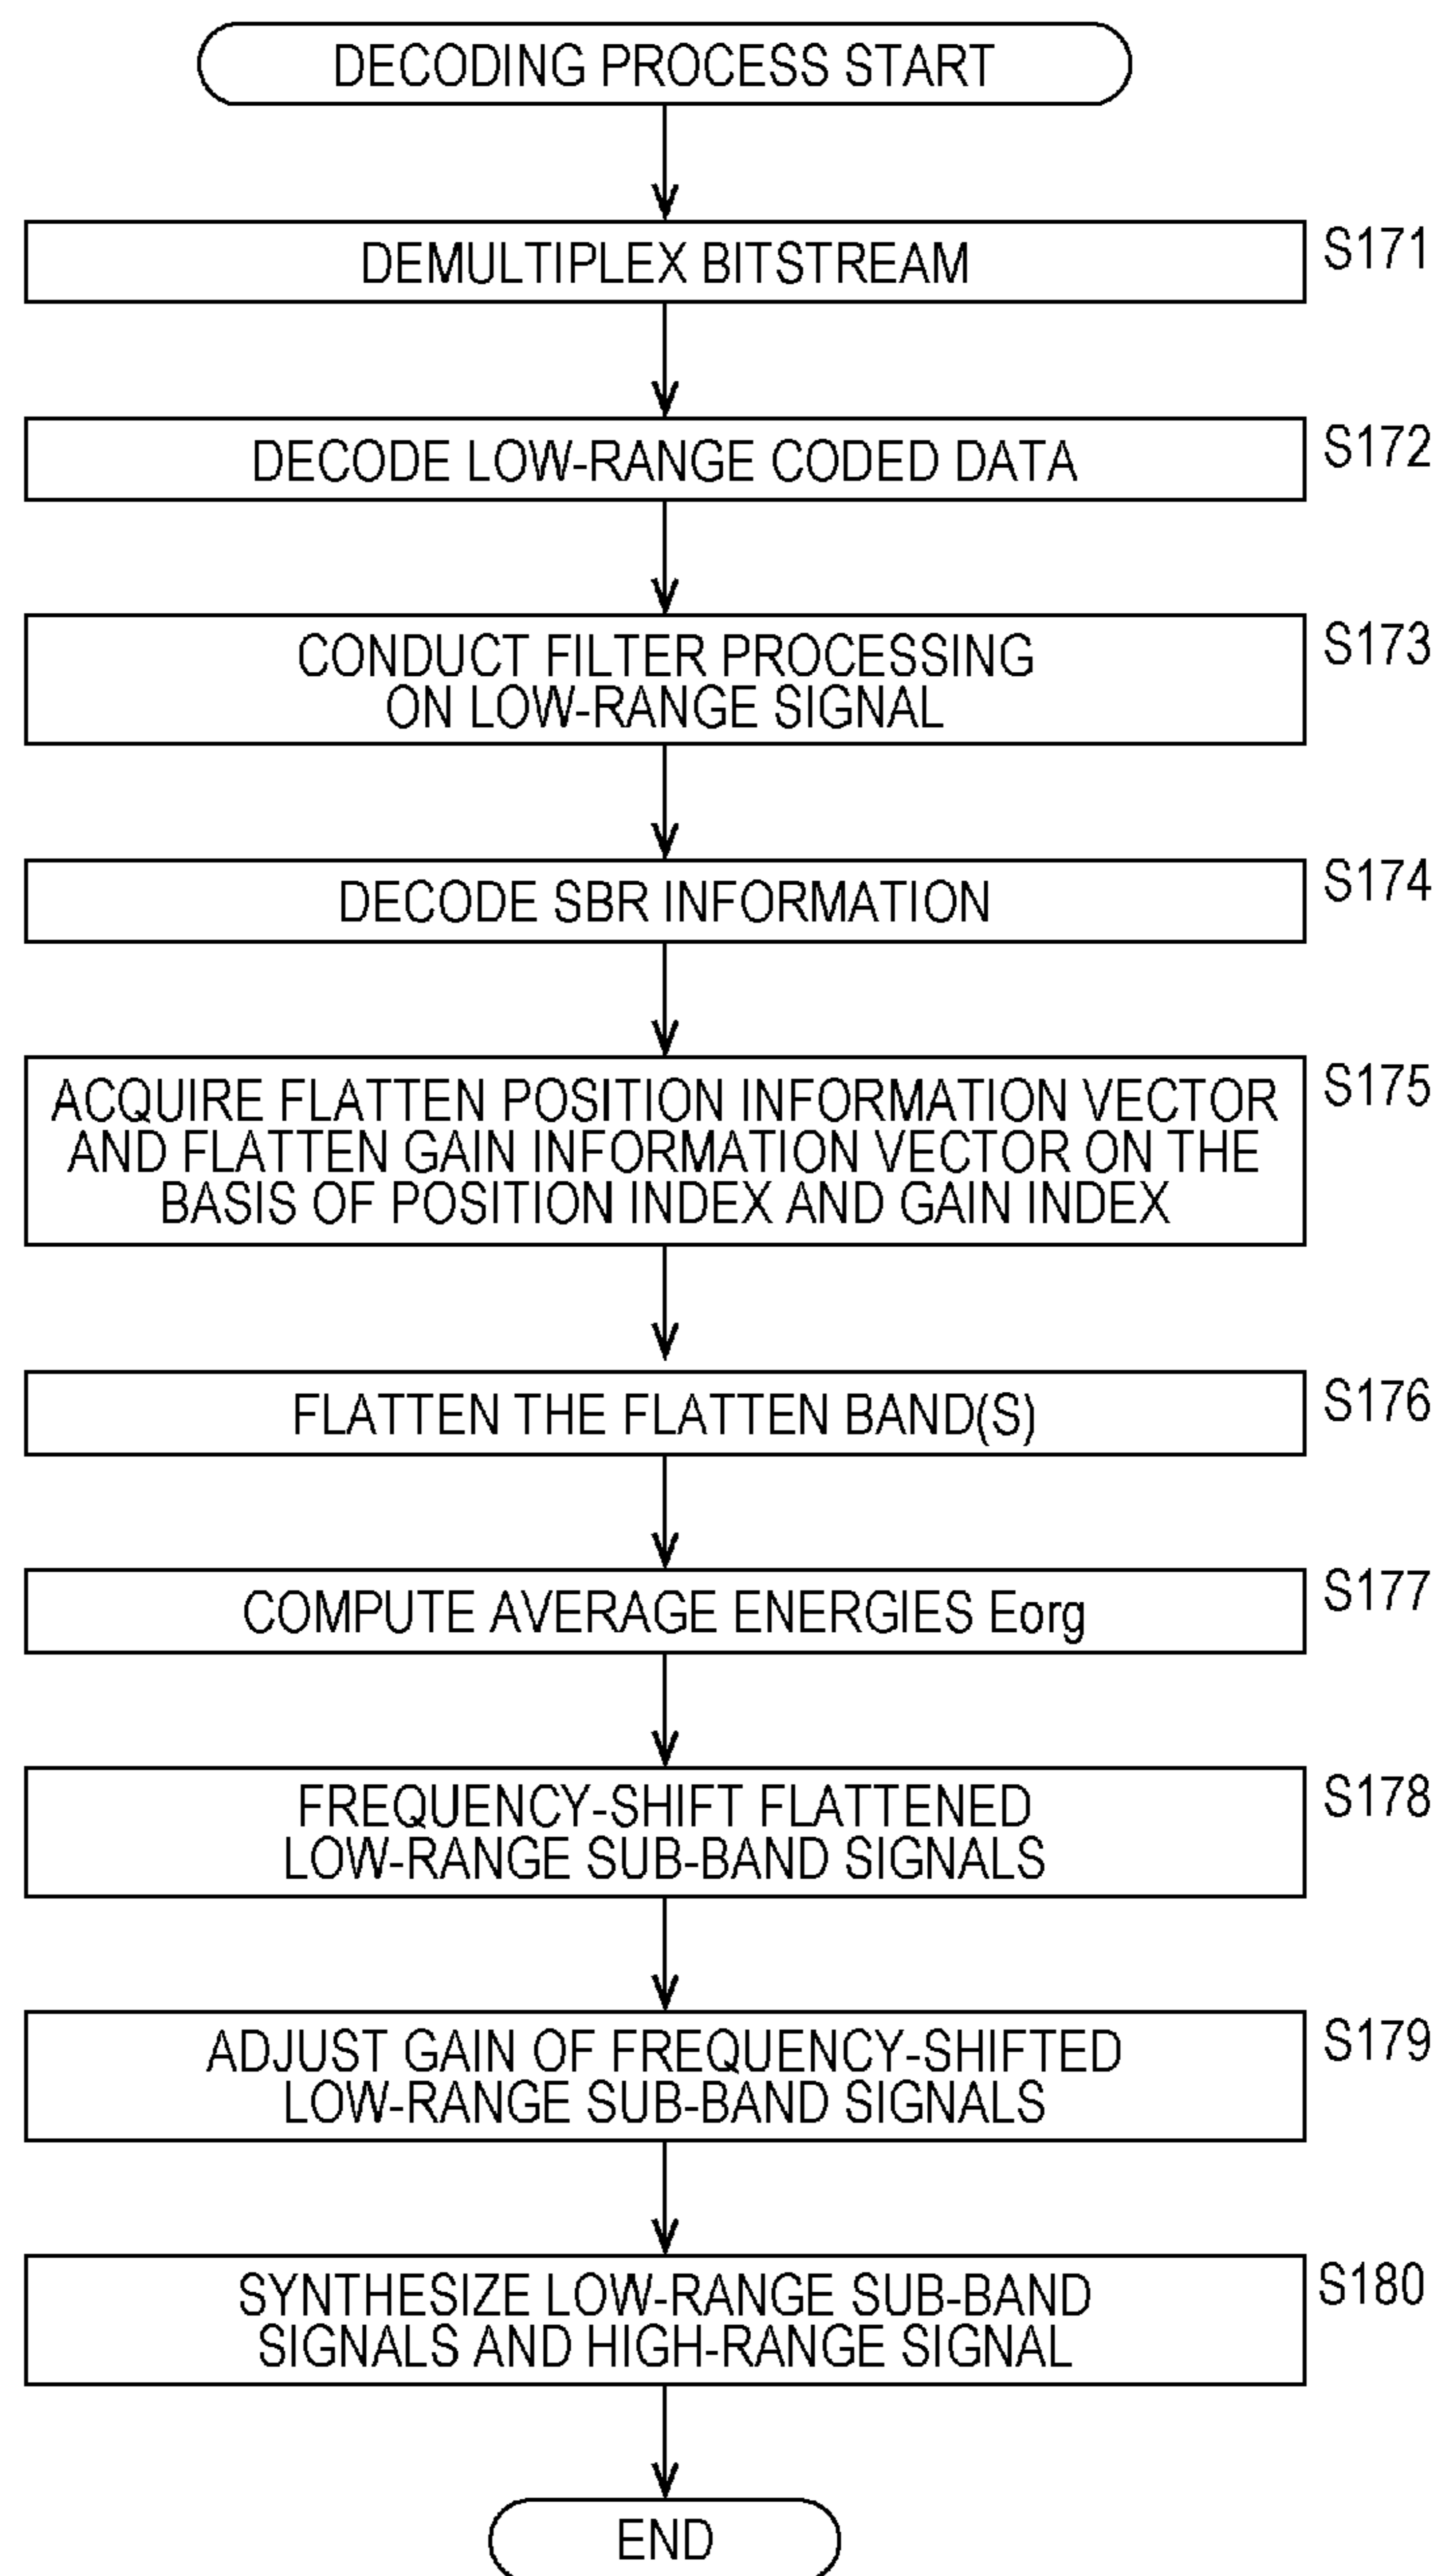 DECODING PROCESS START
DEMULTIPLEX BITSTREAM
S171
DECODE LOW-RANGE CODED DATA
S172
CONDUCT FILTER PROCESSING
ON LOW-RANGE SIGNAL
S173
DECODE SBR INFORMATION
S174
ACQUIRE FLATTEN POSITION INFORMATION VECTOR
AND FLATTEN GAIN INFORMATION VECTOR ON THE
BASIS OF POSITION INDEX AND GAIN INDEX
S175
FLATTEN THE FLATTEN BAND(S)
S176
COMPUTE AVERAGE ENERGIES Eorg
S177
FREQUENCY-SHIFT FLATTENED
LOW-RANGE SUB-BAND SIGNALS
S178
ADJUST GAIN OF FREQUENCY-SHIFTED
LOW-RANGE SUB-BAND SIGNALS
S179
SYNTHESIZE LOW-RANGE SUB-BAND
SIGNALS AND HIGH-RANGE SIGNAL
S180
END